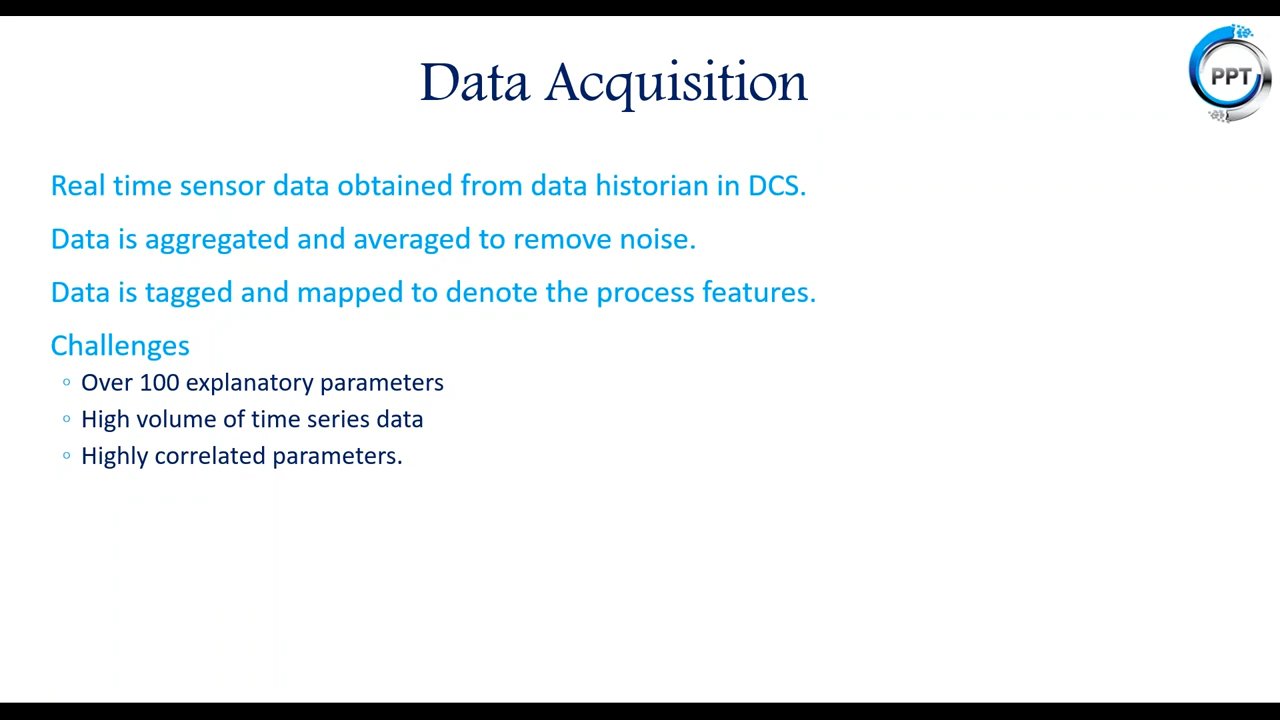 Data Acquisition
PPT
Real time sensor data obtained from data historian in DCS.
Data is aggregated and averaged to remove noise.
Data is tagged and mapped to denote the process features.
Challenges
◦ Over 100 explanatory parameters
◦ High volume of time series data
◦ Highly correlated parameters.